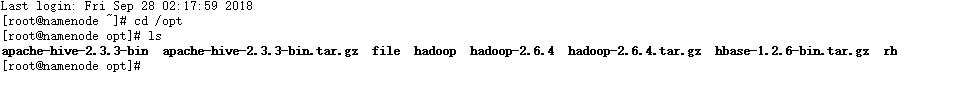 Last login: Fri Sep 28 02:17:59 2018
[root@namenode ~]# cd /opt
[root@namenode opt]# ls
apache-hive-2.3.3-bin  apache-hive-2.3.3-bin.tar.gz  file  hadoop  hadoop-2.6.4  hadoop-2.6.4.tar.gz  hbase-1.2.6-bin.tar.gz  rh
[root@namenode opt]#